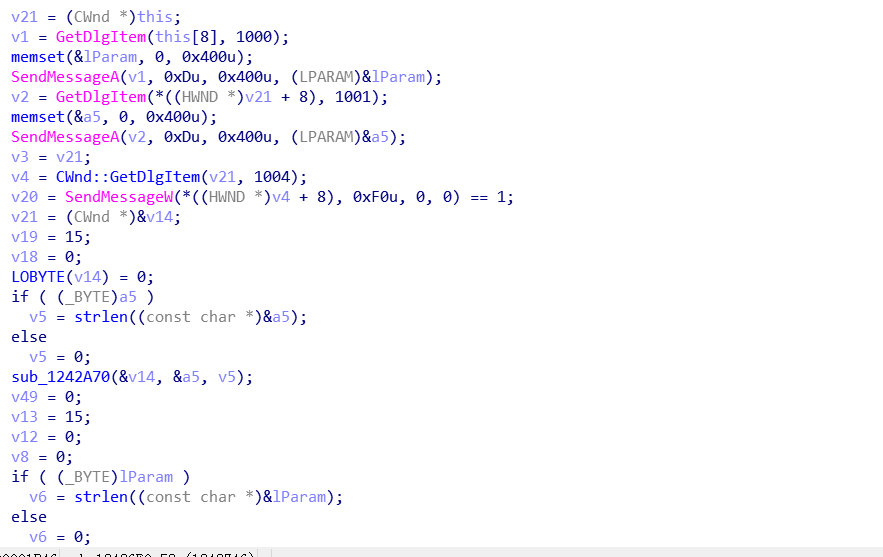 v21 = (CWnd *)this;
v1 = GetDlgItem(this[8], 1000);
memset(&lParam, 0, 0x400u);
SendMessageA(v1, 0xDu, 0x400u, (LPARAM)&lParam);
v2 = GetDlgItem(*((HWND *)v21 + 8), 1001);
memset(&a5, 0, 0x400u);
SendMessageA(v2, 0xDu, 0x400u, (LPARAM)&a5);
v3 = v21;
v4 = CWnd::GetDlgItem(v21, 1004);
v20 = SendMessageW(*((HWND *)v4 + 8), 0xF0u, 0, 0) == 1;
v21 = (CWnd *)&v14;
v19 = 15;
v18 = 0;
LOBYTE(v14) = 0;
if ( (_BYTE)a5 )
v5 = strlen((const char *)&a5);
else
v5 = 0;
sub_1242A70(&v14, &a5, v5);
v49 = 0;
v13 = 15;
v12 = 0;
v8 = 0;
if ( (_BYTE)lParam )
v6 = strlen((const char *)&lParam);
else
v6 = 0;